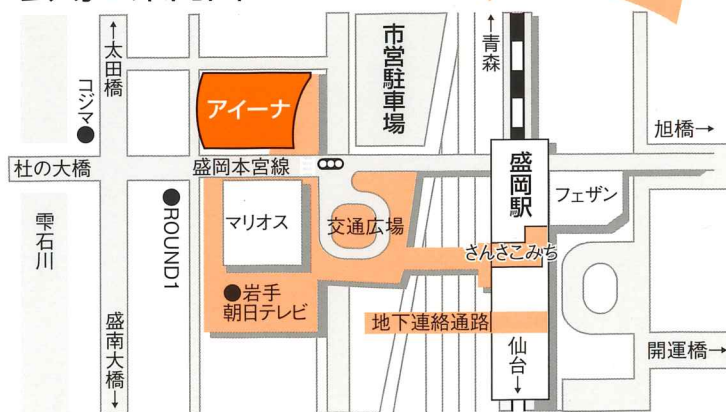 ↑太田橋
コジマ
アイーナ
市営駐車場
↑青森
旭橋→
杜の大橋
盛岡本宮線
盛岡駅
フェザン
雫石川
ROUND1
マリオス
交通広場
さんさこみち
岩手
朝日テレビ
地下連絡通路
盛南大橋↓
仙台↓
開運橋→